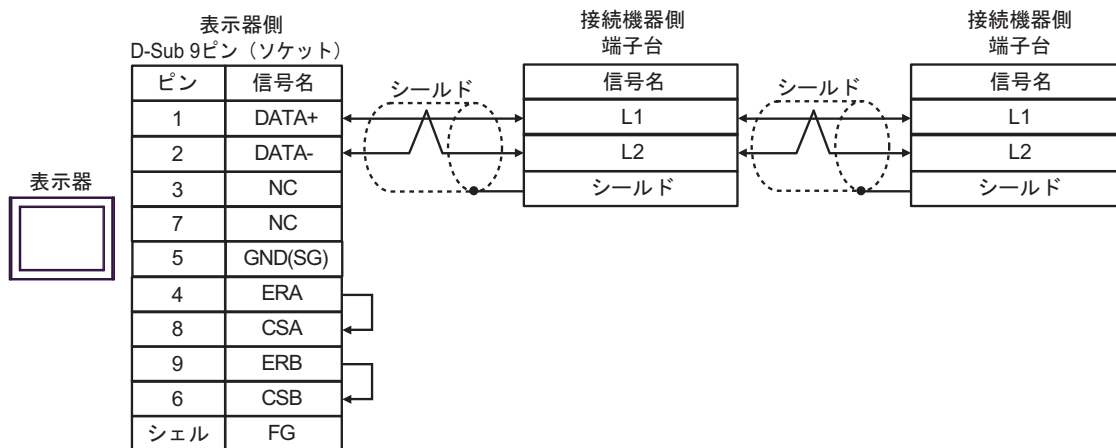 表示器
表示器側
D-Sub 9ピン（ソケット）
ピン 信号名
1 DATA+
2 DATA-
3 NC
7 NC
5 GND(SG)
4 ERA
8 CSA
9 ERB
6 CSB
シェル FG
シールド
接続機器側
端子台
信号名
L1
L2
シールド
シールド
接続機器側
端子台
信号名
L1
L2
シールド